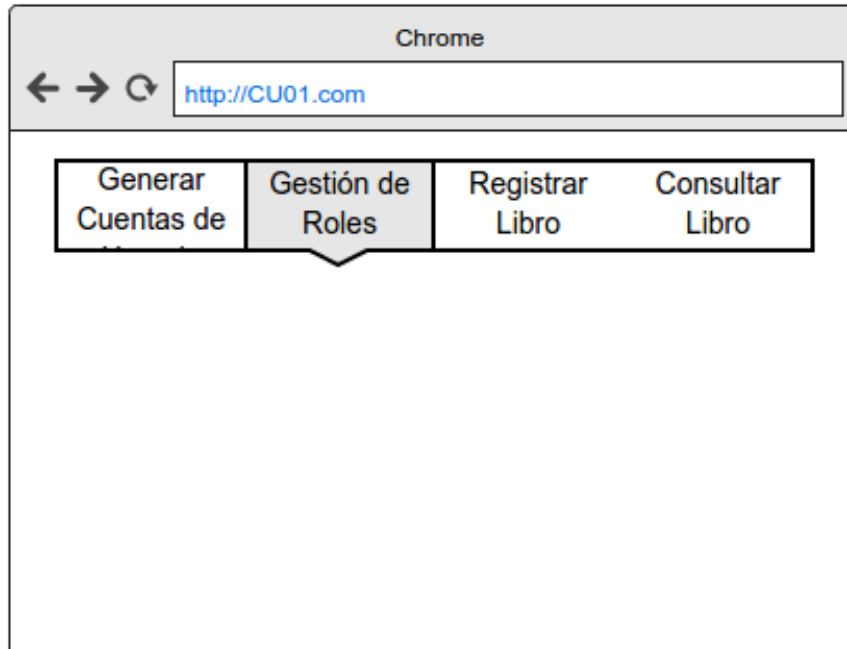 Chrome
http://CU01.com
Generar
Cuentas de
Gestión de
Roles
Registrar
Libro
Consultar
Libro